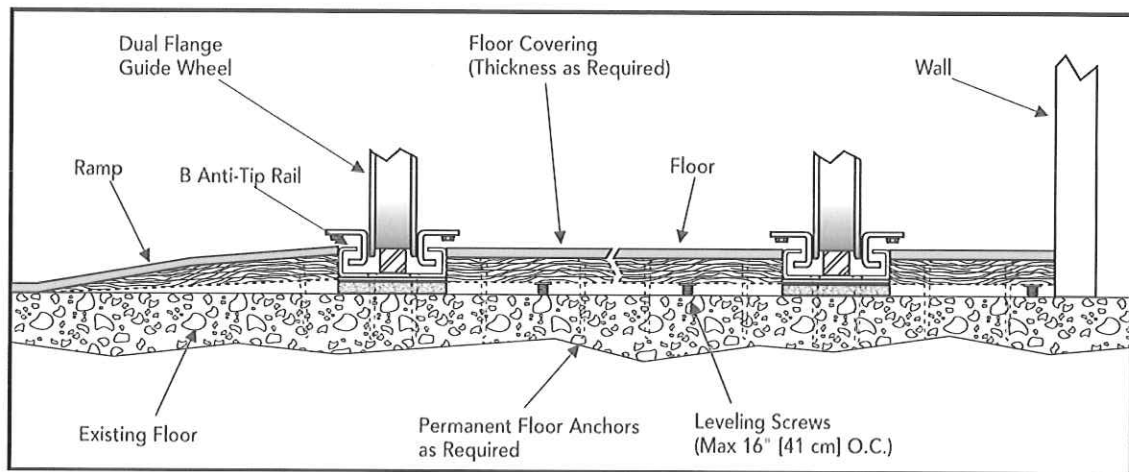 Dual Flange
Guide Wheel
Floor Covering
(Thickness as Required)
Wall
Ramp
B Anti-Tip Rail
Floor
Existing Floor
Permanent Floor Anchors
as Required
Leveling Screws
(Max 16" [41 cm] O.C.)